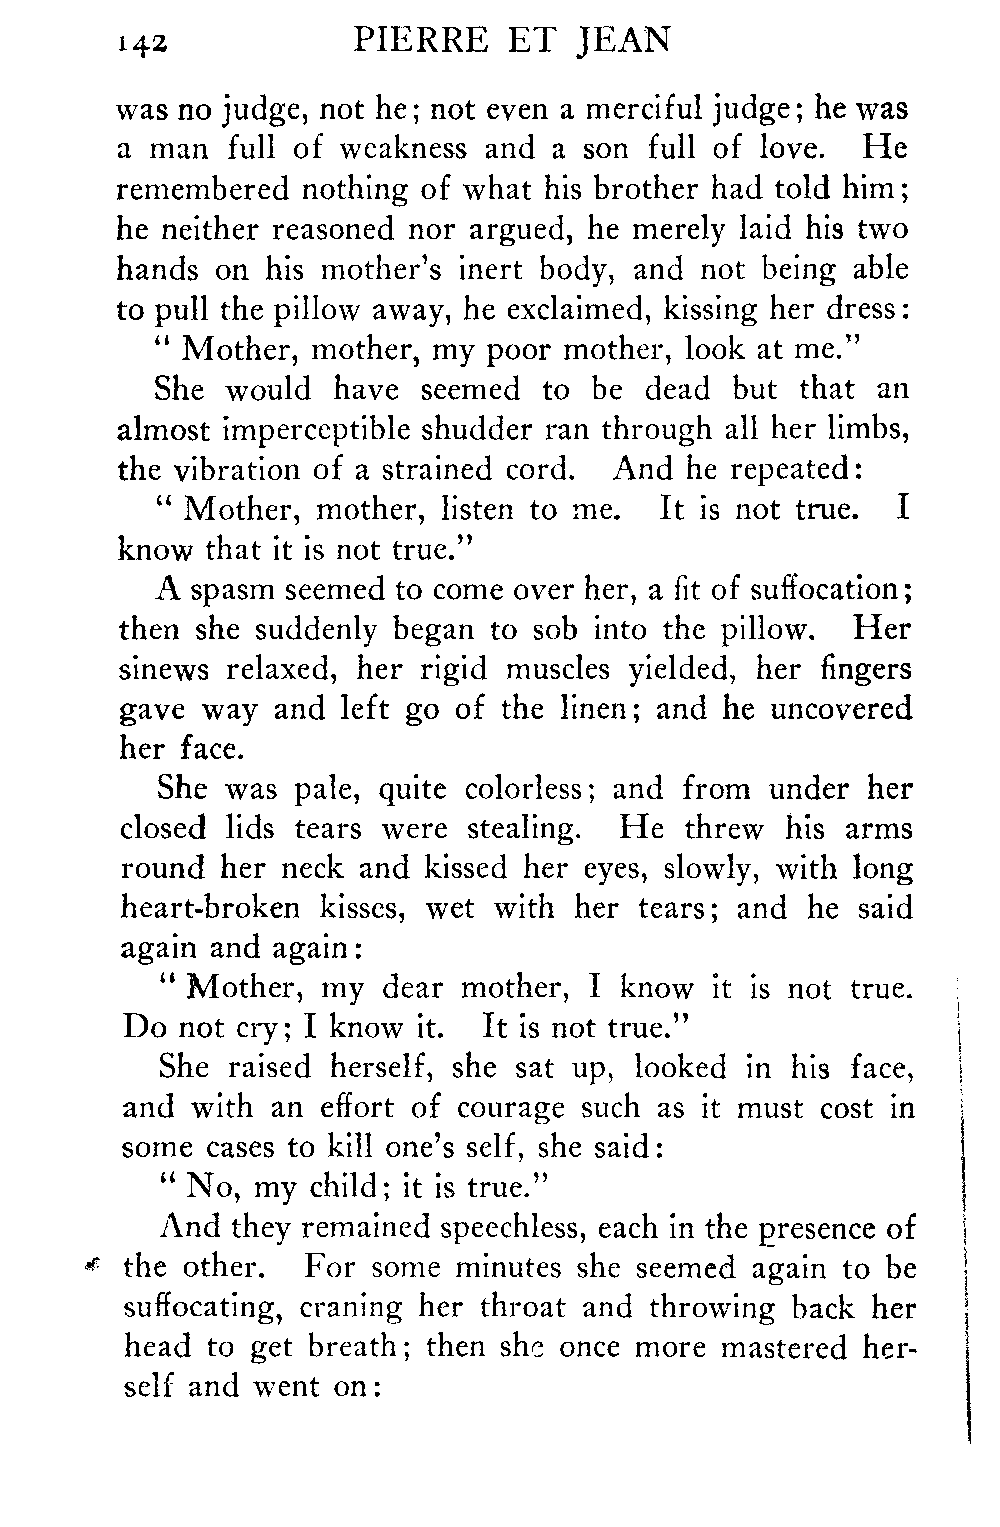 142 PIERRE ET JEAN
was no judge, not he; not even a merciful judge; he was
a man full of weakness and a son full of love. He
remembered nothing of what his brother had told him;
he neither reasoned nor argued, he merely laid his two
hands on his mother's inert body, and not being able
to pull the pillow away, he exclaimed, kissing her dress:
“ Mother, mother, my poor mother, look at me.”
She would have seemed to be dead but that an
almost imperceptible shudder ran through all her limbs,
the vibration of a strained cord. And he repeated:
“ Mother, mother, listen to me. It is not true. I
know that it is not true.”
A spasm seemed to come over her, a fit of suffocation;
then she suddenly began to sob into the pillow. Her
sinews relaxed, her rigid muscles yielded, her fingers
gave way and left go of the linen; and he uncovered
her face.
She was pale, quite colorless; and from under her
closed lids tears were stealing. He threw his arms
round her neck and kissed her eyes, slowly, with long
heart-broken kisses, wet with her tears; and he said
again and again:
“ Mother, my dear mother, I know it is not true.
Do not cry; I know it. It is not true.”
She raised herself, she sat up, looked in his face,
and with an effort of courage such as it must cost in
some cases to kill one's self, she said:
“ No, my child; it is true.”
And they remained speechless, each in the presence of
the other. For some minutes she seemed again to be
suffocating, craning her throat and throwing back her
head to get breath; then she once more mastered her-
self and went on: